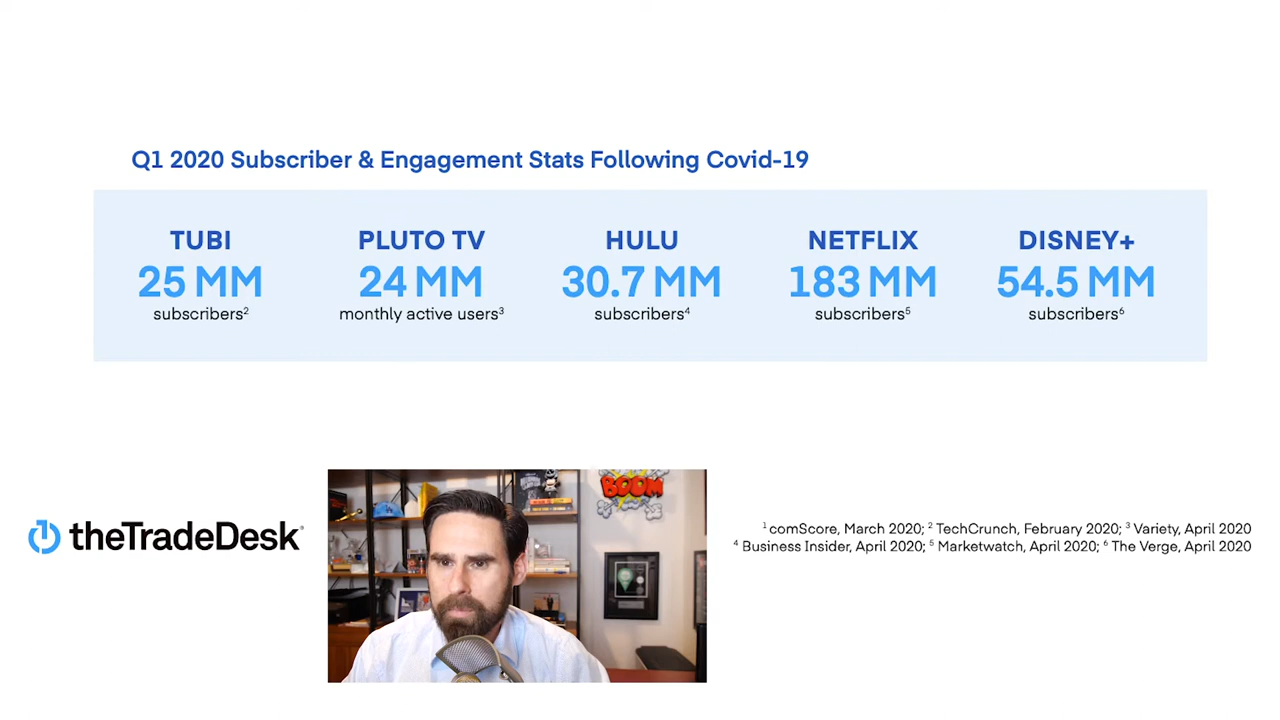 Q1 2020 Subscriber & Engagement Stats Following Covid-19
TUBI
25 MM
subscribers²
PLUTO TV
24 MM
monthly active users³
HULU
30.7 MM
subscribers⁴
NETFLIX
183 MM
subscribers⁵
DISNEY+
54.5 MM
subscribers⁶
theTradeDesk
BOOM
¹ comScore, March 2020; ² TechCrunch, February 2020; ³ Variety, April 2020
⁴ Business Insider, April 2020; ⁵ Marketwatch, April 2020; ⁶ The Verge, April 2020